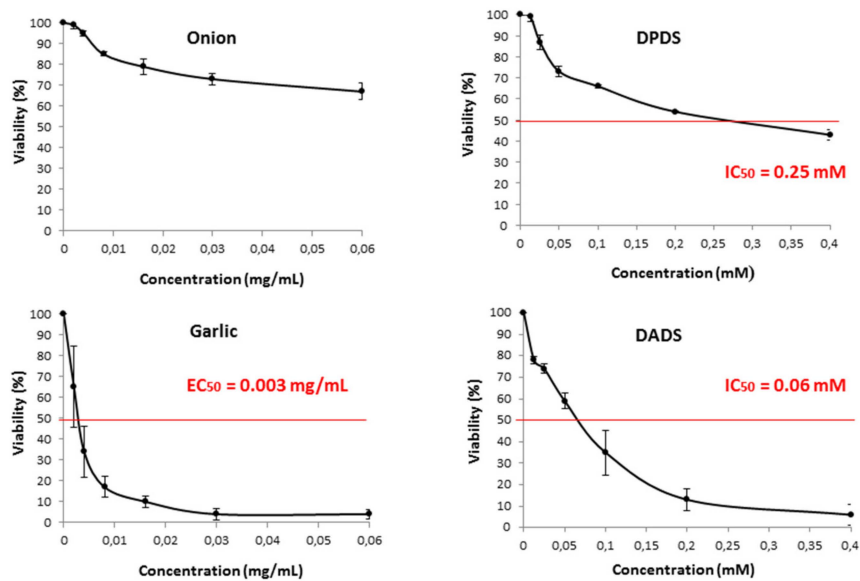 Onion
Viability (%)
100
90
80
70
60
50
40
30
20
10
0
0 0,01 0,02 0,03 0,04 0,05 0,06
Concentration (mg/mL)
DPDS
Viability (%)
100
90
80
70
60
50
40
30
20
10
0
IC50 = 0.25 mM
0 0,05 0,1 0,15 0,2 0,25 0,3 0,35 0,4
Concentration (mM)
Garlic
Viability (%)
100
90
80
70
60
50
40
30
20
10
0
EC50 = 0.003 mg/mL
0 0,01 0,02 0,03 0,04 0,05 0,06
Concentration (mg/mL)
DADS
Viability (%)
100
90
80
70
60
50
40
30
20
10
0
IC50 = 0.06 mM
0 0,05 0,1 0,15 0,2 0,25 0,3 0,35 0,4
Concentration (mM)